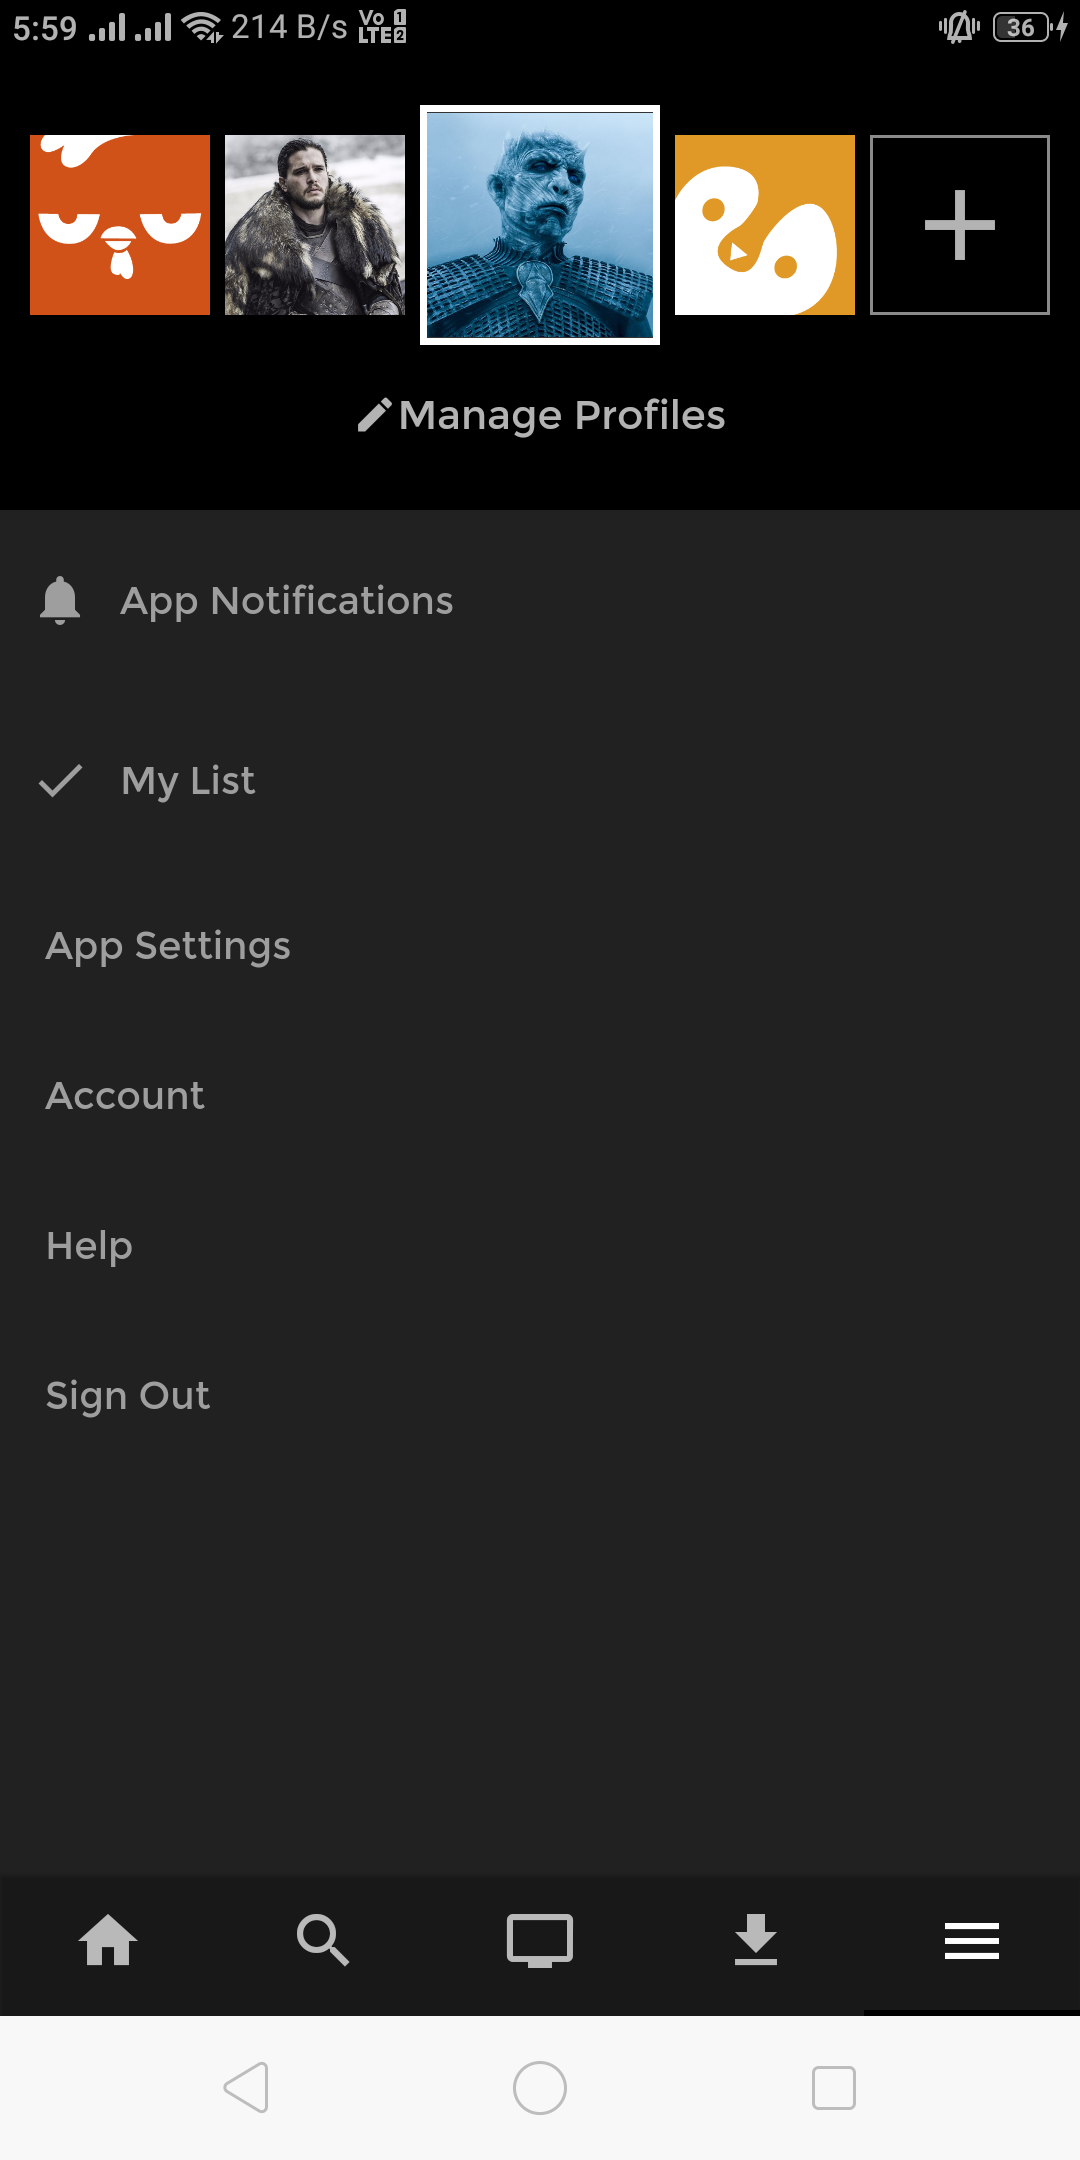 5:59 214 B/s Vo LTE 1 2 36
Manage Profiles
App Notifications
My List
App Settings
Account
Help
Sign Out